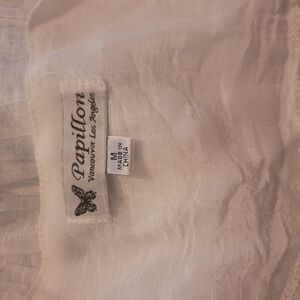 Papillon
Vancouver Los Angeles
M
MADE IN
CHINA